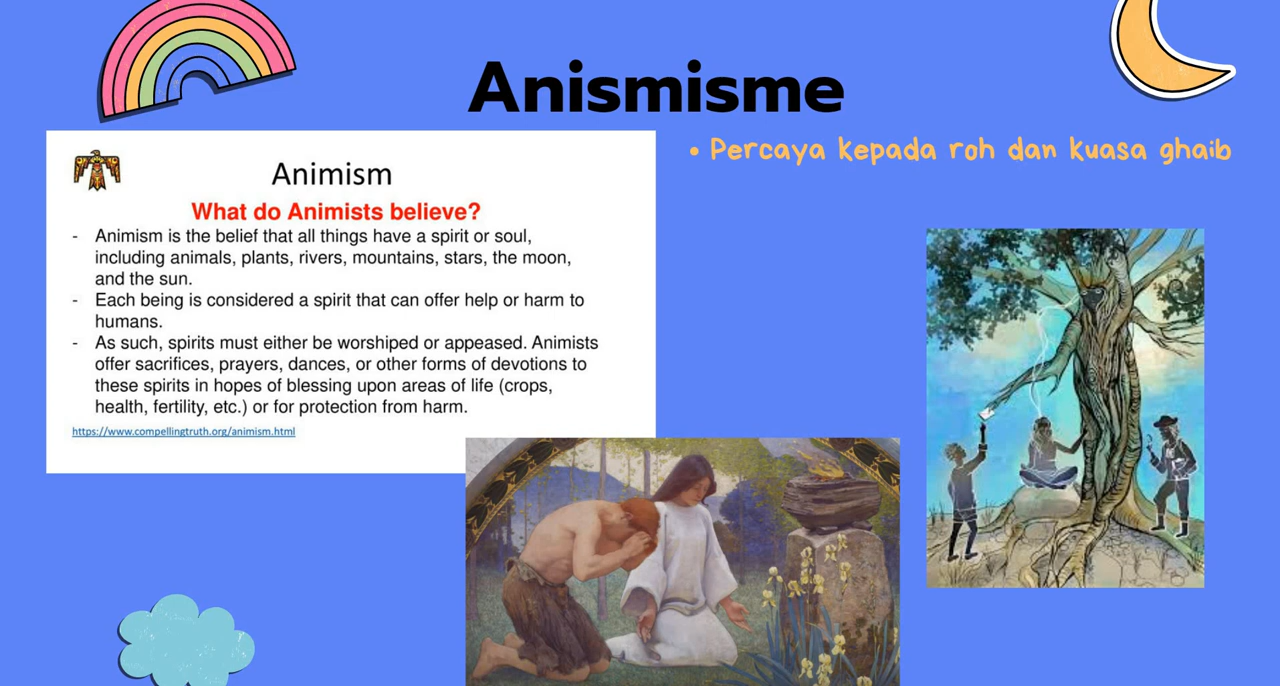 Anismisme
Animism
What do Animists believe?
- Animism is the belief that all things have a spirit or soul,
including animals, plants, rivers, mountains, stars, the moon,
and the sun.
- Each being is considered a spirit that can offer help or harm to
humans.
- As such, spirits must either be worshiped or appeased. Animists
offer sacrifices, prayers, dances, or other forms of devotions to
these spirits in hopes of blessing upon areas of life (crops,
health, fertility, etc.) or for protection from harm.
https://www.compellingtruth.org/animism.html
• Percaya kepada roh dan kuasa ghaib